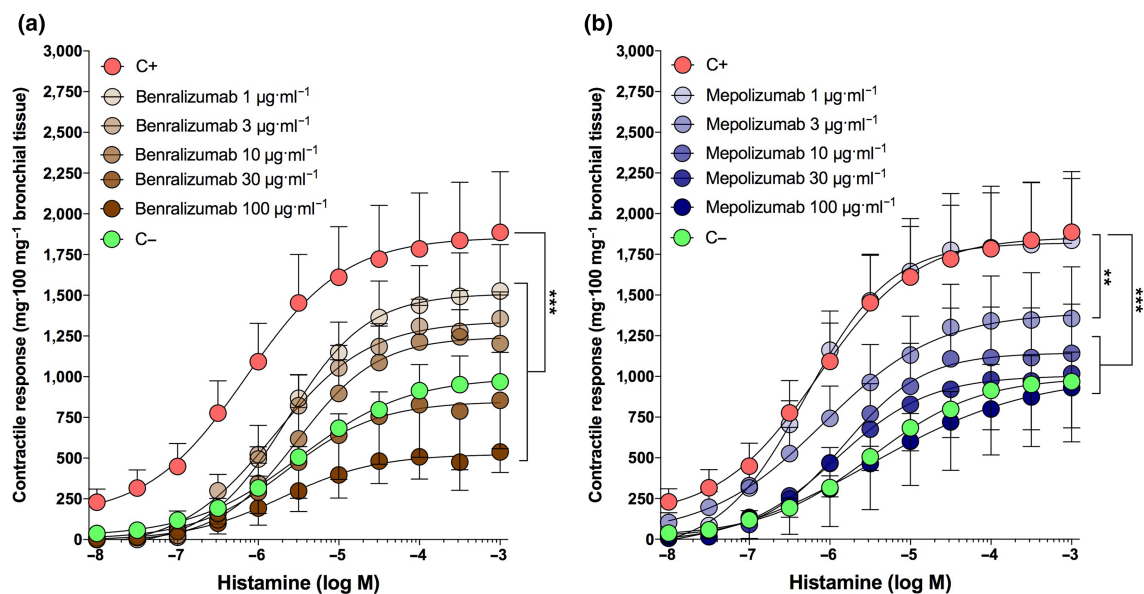 (a)
Contractile response (mg·100 mg⁻¹ bronchial tissue)
3,000
2,750
2,500
2,250
2,000
1,750
1,500
1,250
1,000
750
500
250
0
C+
Benralizumab 1 µg·ml⁻¹
Benralizumab 3 µg·ml⁻¹
Benralizumab 10 µg·ml⁻¹
Benralizumab 30 µg·ml⁻¹
Benralizumab 100 µg·ml⁻¹
C−
***
−8 −7 −6 −5 −4 −3
Histamine (log M)
(b)
Contractile response (mg·100 mg⁻¹ bronchial tissue)
3,000
2,750
2,500
2,250
2,000
1,750
1,500
1,250
1,000
750
500
250
0
C+
Mepolizumab 1 µg·ml⁻¹
Mepolizumab 3 µg·ml⁻¹
Mepolizumab 10 µg·ml⁻¹
Mepolizumab 30 µg·ml⁻¹
Mepolizumab 100 µg·ml⁻¹
C−
**
***
−8 −7 −6 −5 −4 −3
Histamine (log M)